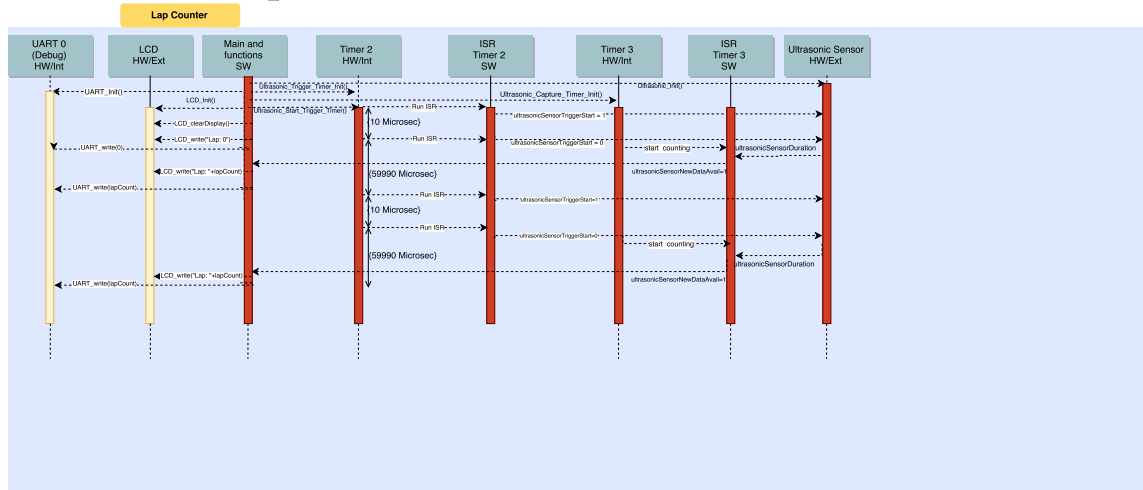 Lap Counter
UART 0
(Debug)
HW/Int
LCD
HW/Ext
Main and
functions
SW
Timer 2
HW/Int
ISR
Timer 2
SW
Timer 3
HW/Int
ISR
Timer 3
SW
Ultrasonic Sensor
HW/Ext
Ultrasonic_Init()
UART_Init()
Ultrasonic_Trigger_Timer_Init()
Ultrasonic_Capture_Timer_Init()
LCD_Init()
Ultrasonic_Start_Trigger_Timer()
Run ISR
ultrasonicSensorTriggerStart = 1
LCD_clearDisplay()
{10 Microsec}
LCD_write("Lap: 0")
Run ISR
ultrasonicSensorTriggerStart = 0
UART_write(0)
start counting
ultrasonicSensorDuration
LCD_write("Lap: "+lapCount)
{59990 Microsec}
ultrasonicSensorNewDataAvail=1
UART_write(lapCount)
Run ISR
ultrasonicSensorTriggerStart=1
{10 Microsec}
Run ISR
ultrasonicSensorTriggerStart=0
start counting
{59990 Microsec}
ultrasonicSensorDuration
LCD_write("Lap: "+lapCount)
ultrasonicSensorNewDataAvail=1
UART_write(lapCount)